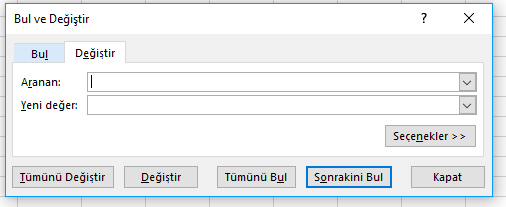 Bul ve Değiştir
?
Bul
Değiştir
Aranan:
Yeni değer:
Seçenekler >>
Tümünü Değiştir
Değiştir
Tümünü Bul
Sonrakini Bul
Kapat